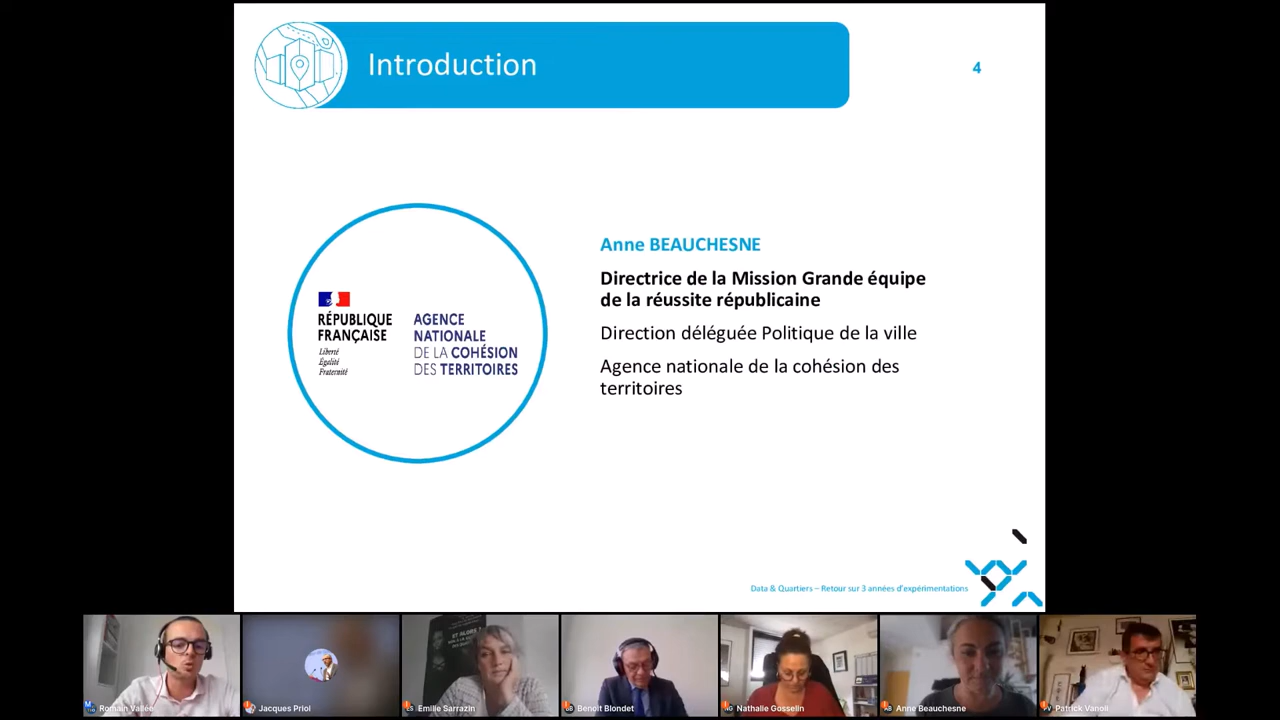 Introduction
4
Anne BEAUCHESNE
Directrice de la Mission Grande équipe
de la réussite républicaine
Direction déléguée Politique de la ville
Agence nationale de la cohésion des
territoires
RÉPUBLIQUE
FRANÇAISE
Liberté
Égalité
Fraternité
AGENCE
NATIONALE
DE LA COHÉSION
DES TERRITOIRES
Data & Quartiers – Retour sur 3 années d'expérimentations
ET ALORS ?
Romain Vallée
Jacques Priol
Emilie Sarrazin
Benoit Blondet
Nathalie Gosselin
Anne Beauchesne
Patrick Vanoli